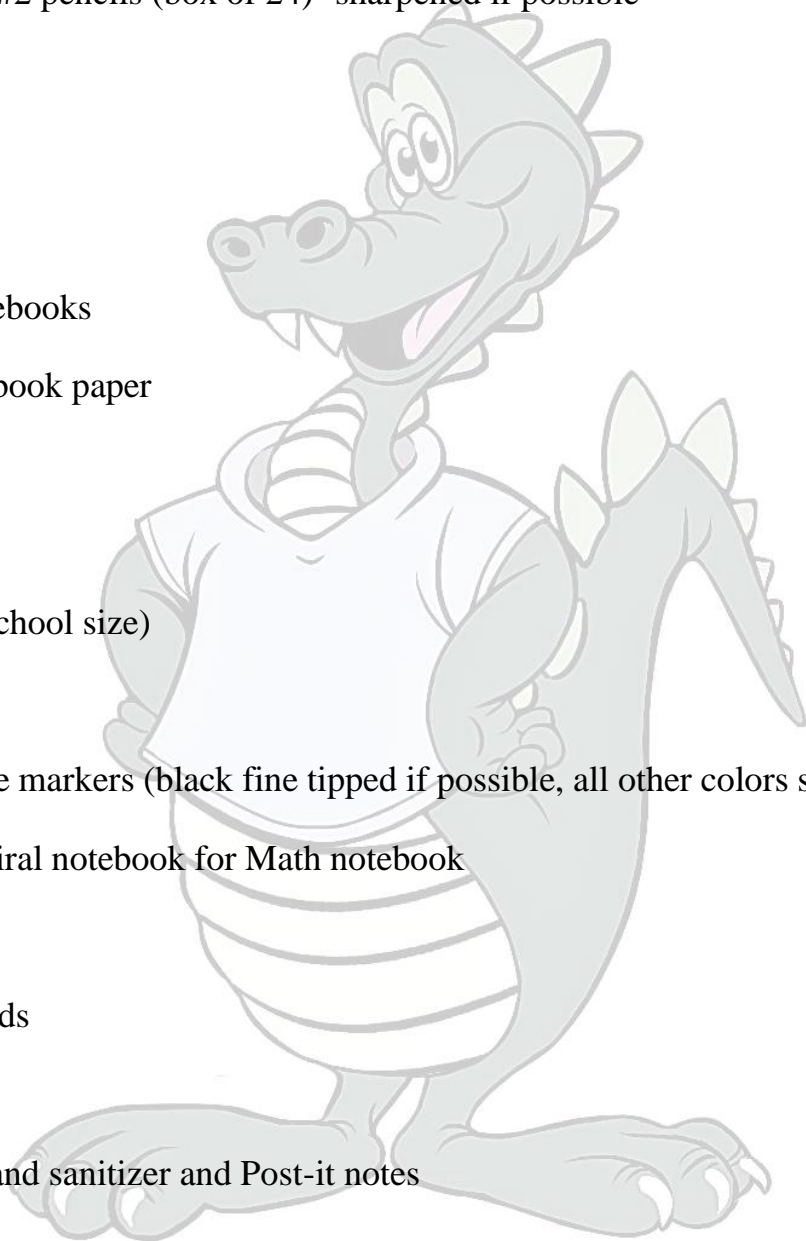 #2 pencils (box of 24) sharpened if possible
ebooks
book paper
chool size)
e markers (black fine tipped if possible, all other colors s
iral notebook for Math notebook
ds
and sanitizer and Post-it notes